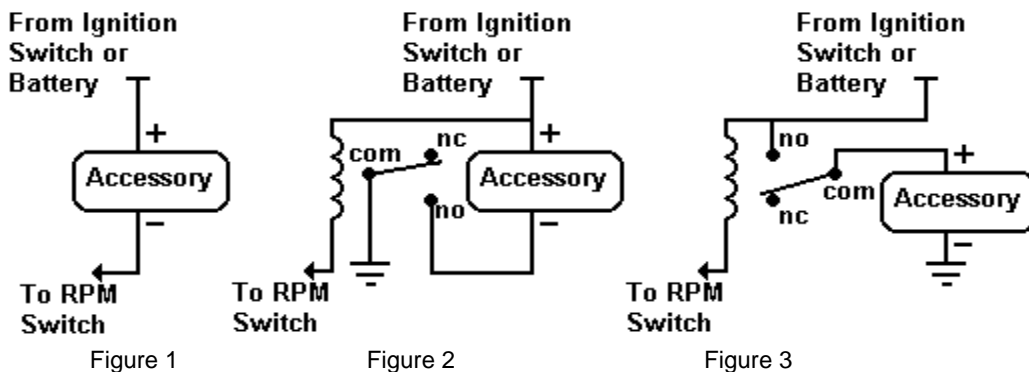 From Ignition
Switch or
Battery
+
Accessory
−
To RPM
Switch
Figure 1
From Ignition
Switch or
Battery
+
nc
com
Accessory
no
−
To RPM
Switch
Figure 2
From Ignition
Switch or
Battery
no
+
com
Accessory
nc
−
To RPM
Switch
Figure 3